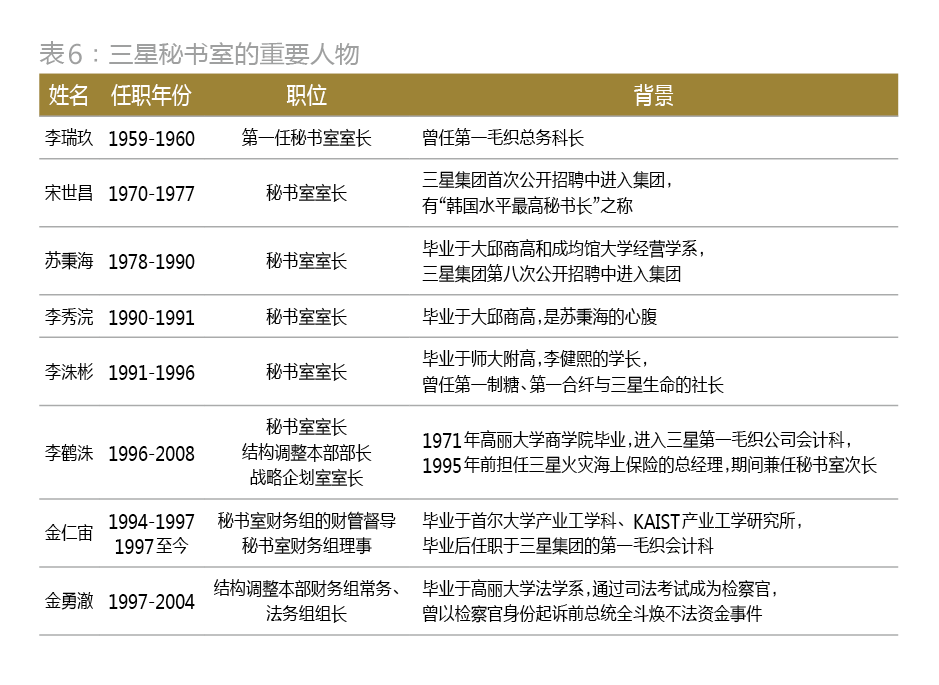 表6：三星秘书室的重要人物
姓名 任职年份 职位 背景
李瑞玖 1959-1960 第一任秘书室室长 曾任第一毛织总务科长
宋世昌 1970-1977 秘书室室长 三星集团首次公开招聘中进入集团，
有“韩国水平最高秘书长”之称
苏秉海 1978-1990 秘书室室长 毕业于大邱商高和成均馆大学经营学系，
三星集团第八次公开招聘中进入集团
李秀浣 1990-1991 秘书室室长 毕业于大邱商高，是苏秉海的心腹
李洙彬 1991-1996 秘书室室长 毕业于师大附高，李健熙的学长，
曾任第一制糖、第一合纤与三星生命的社长
李鹤洙 1996-2008 秘书室室长
结构调整本部部长
战略企划室室长
1971年高丽大学商学院毕业，进入三星第一毛织公司会计科，
1995年前担任三星火灾海上保险的总经理，期间兼任秘书室次长
金仁宙 1994-1997
1997至今
秘书室财务组的财管督导
秘书室财务组理事
毕业于首尔大学产业工学科、KAIST产业工学研究所，
毕业后任职于三星集团的第一毛织会计科
金勇澈 1997-2004 结构调整本部财务组常务、
法务组组长
毕业于高丽大学法学系，通过司法考试成为检察官，
曾以检察官身份起诉前总统全斗焕不法资金事件